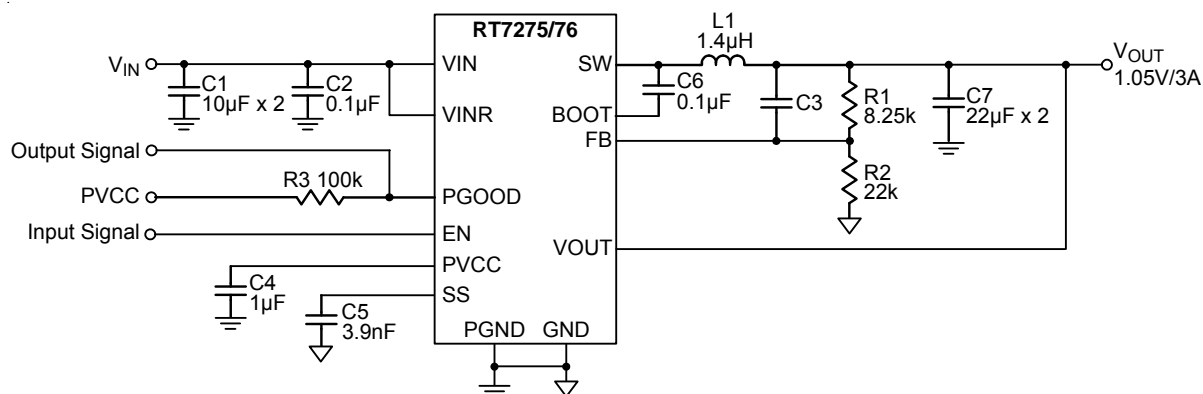 RT7275/76
VIN
VIN
C1
10µF x 2
C2
0.1µF
VINR
Output Signal
R3 100k
PVCC
PGOOD
Input Signal
EN
PVCC
C4
1µF
SS
C5
3.9nF
PGND GND
SW
L1
1.4µH
C6
0.1µF
BOOT
FB
C3
R1
8.25k
R2
22k
C7
22µF x 2
VOUT
1.05V/3A
VOUT